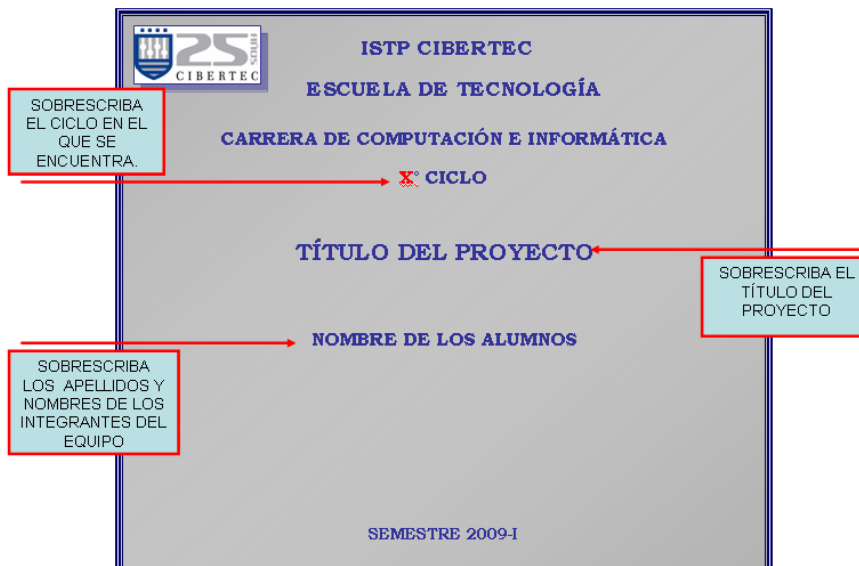 25
AÑOS
CIBERTEC
ISTP CIBERTEC
ESCUELA DE TECNOLOGÍA
CARRERA DE COMPUTACIÓN E INFORMÁTICA
SOBRESCRIBA
EL CICLO EN EL
QUE SE
ENCUENTRA.
X° CICLO
TÍTULO DEL PROYECTO
SOBRESCRIBA EL
TÍTULO DEL
PROYECTO
NOMBRE DE LOS ALUMNOS
SOBRESCRIBA
LOS APELLIDOS Y
NOMBRES DE LOS
INTEGRANTES DEL
EQUIPO
SEMESTRE 2009-I